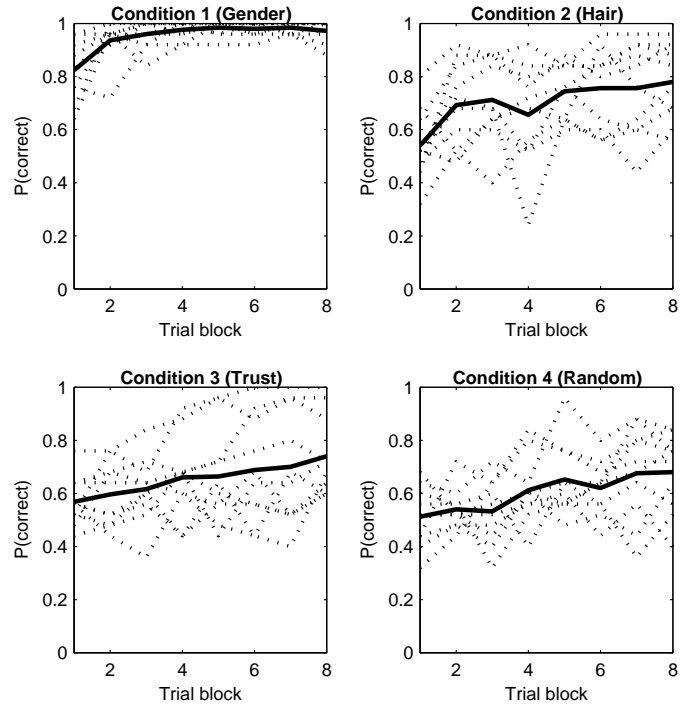 Condition 1 (Gender)
1
0.8
0.6
0.4
0.2
0
P(correct)
2 4 6 8
Trial block
Condition 2 (Hair)
1
0.8
0.6
0.4
0.2
0
P(correct)
2 4 6 8
Trial block
Condition 3 (Trust)
1
0.8
0.6
0.4
0.2
0
P(correct)
2 4 6 8
Trial block
Condition 4 (Random)
1
0.8
0.6
0.4
0.2
0
P(correct)
2 4 6 8
Trial block